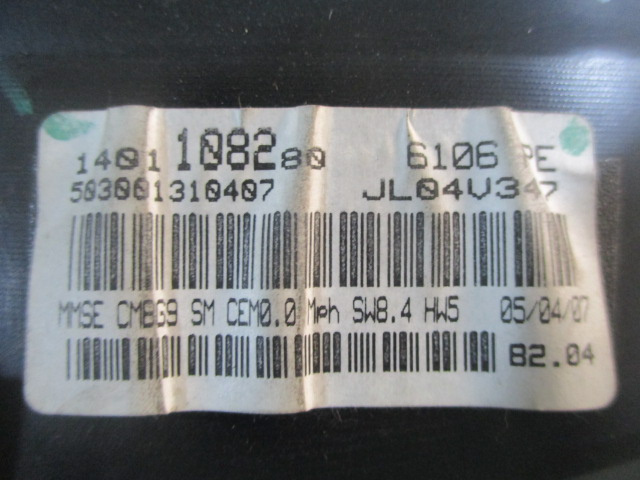 1401 1082 80 6106 PE
503001310407 JL04V347
MMSE CMBG9 SM CEM0.0 Mph SW8.4 HW5 05/04/07
B2.04